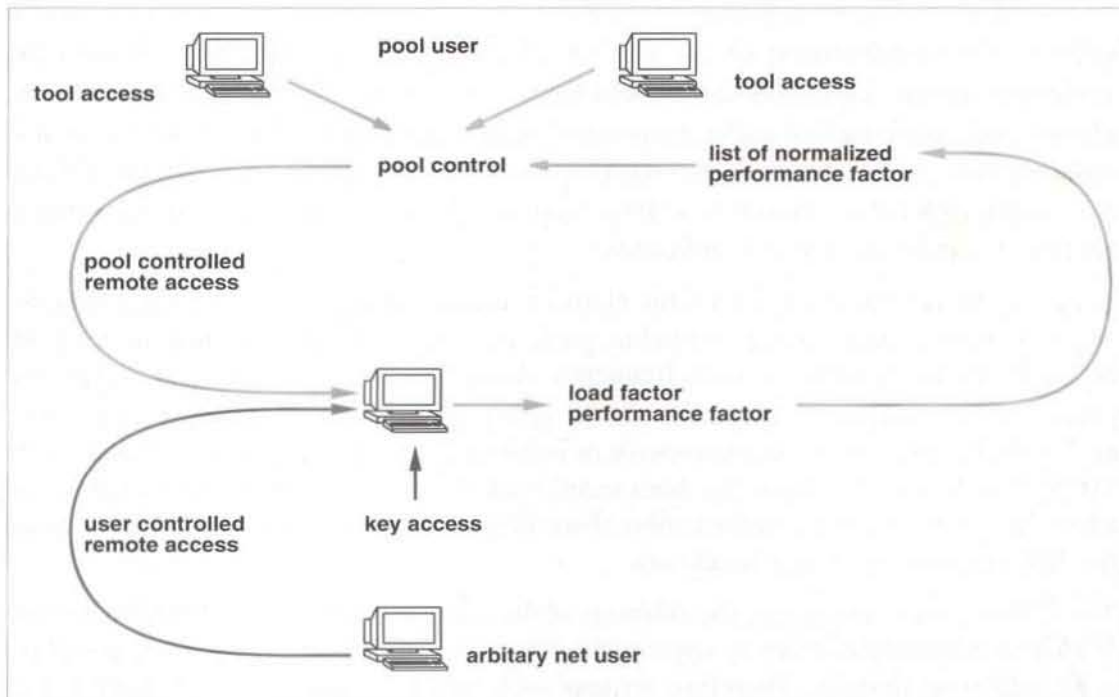 pool user
tool access
tool access
pool control
list of normalized
performance factor
pool controlled
remote access
load factor
performance factor
user controlled
remote access
key access
arbitary net user